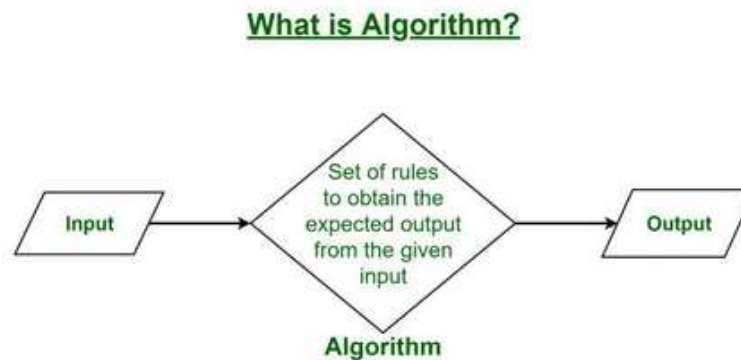 What is Algorithm?
Input
Set of rules
to obtain the
expected output
from the given
input
Output
Algorithm